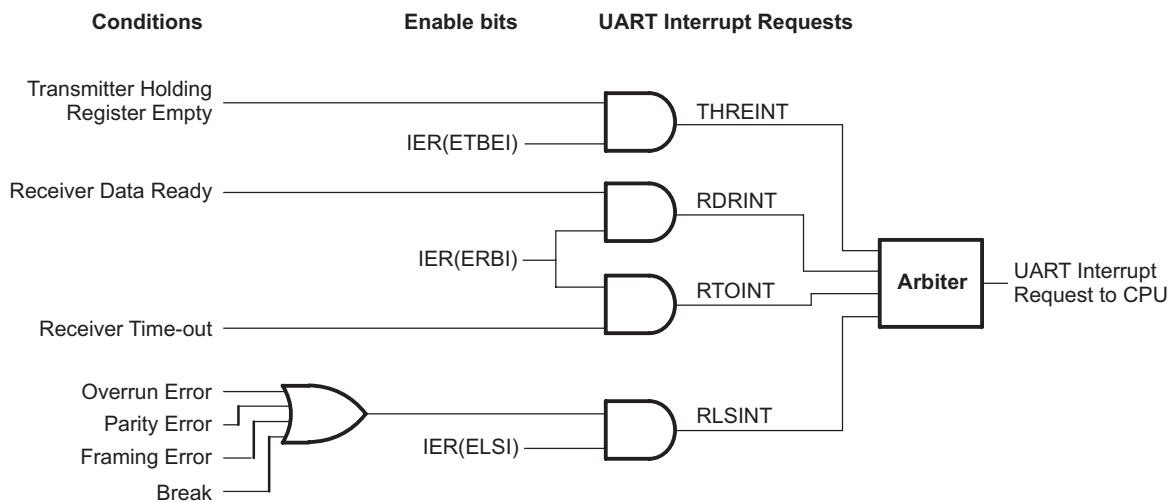 Conditions
Enable bits
UART Interrupt Requests
Transmitter Holding
Register Empty
THREINT
IER(ETBEI)
Receiver Data Ready
RDRINT
IER(ERBI)
RTOINT
Receiver Time-out
Arbiter
UART Interrupt
Request to CPU
Overrun Error
Parity Error
Framing Error
Break
RLSINT
IER(ELSI)